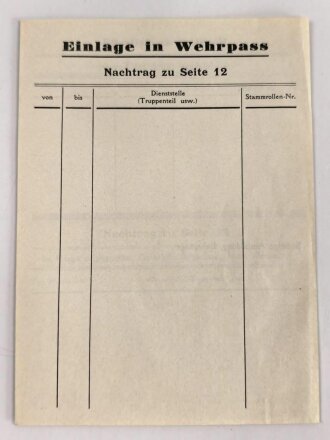 Einlage in Wehrpass
Nachtrag zu Seite 12
von bis Dienststelle Stammrollen-Nr.
(Truppenteil usw.)